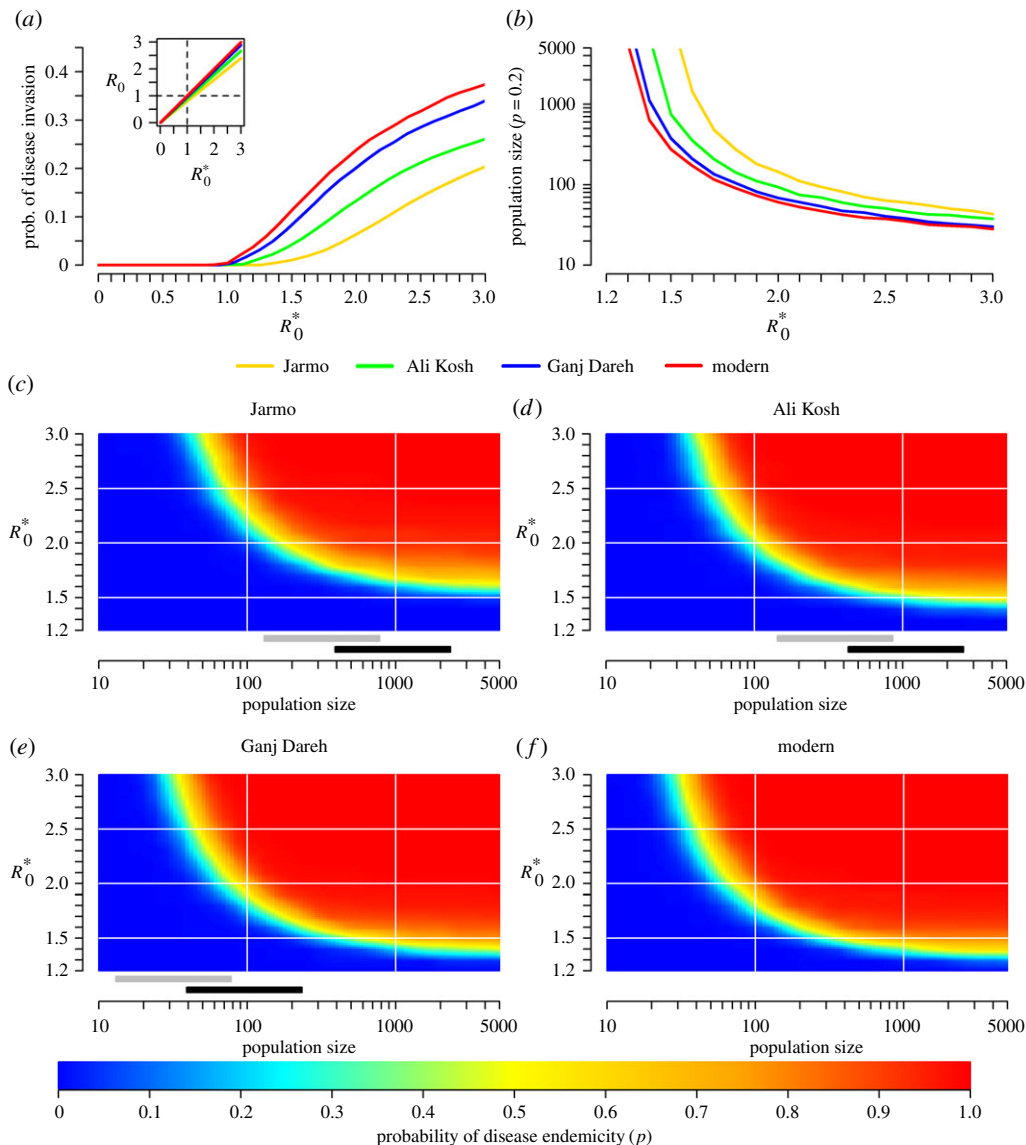 (a)
prob. of disease invasion
0.4
0.3
0.2
0.1
0
R0
3
2
1
0
0 1 2 3
R*0
0 0.5 1.0 1.5 2.0 2.5 3.0
R*0
(b)
population size (p = 0.2)
5000
1000
100
10
1.2 1.5 2.0 2.5 3.0
R*0
Jarmo Ali Kosh Ganj Dareh modern
(c)
Jarmo
R*0
3.0
2.5
2.0
1.5
1.2
10 100 1000 5000
population size
(d)
Ali Kosh
R*0
3.0
2.5
2.0
1.5
1.2
10 100 1000 5000
population size
(e)
Ganj Dareh
R*0
3.0
2.5
2.0
1.5
1.2
10 100 1000 5000
population size
(f)
modern
R*0
3.0
2.5
2.0
1.5
1.2
10 100 1000 5000
population size
0 0.1 0.2 0.3 0.4 0.5 0.6 0.7 0.8 0.9 1.0
probability of disease endemicity (p)